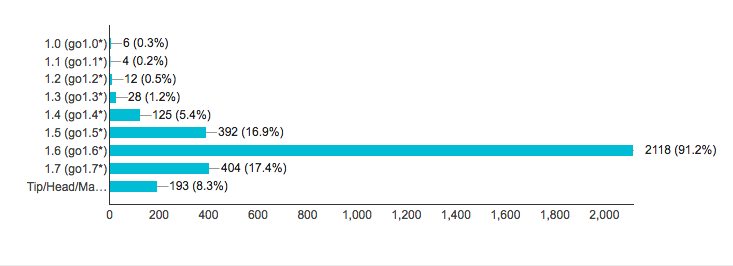 1.0 (go1.0*) 6 (0.3%)
1.1 (go1.1*) 4 (0.2%)
1.2 (go1.2*) 12 (0.5%)
1.3 (go1.3*) 28 (1.2%)
1.4 (go1.4*) 125 (5.4%)
1.5 (go1.5*) 392 (16.9%)
1.6 (go1.6*) 2118 (91.2%)
1.7 (go1.7*) 404 (17.4%)
Tip/Head/Ma… 193 (8.3%)
0 200 400 600 800 1,000 1,200 1,400 1,600 1,800 2,000